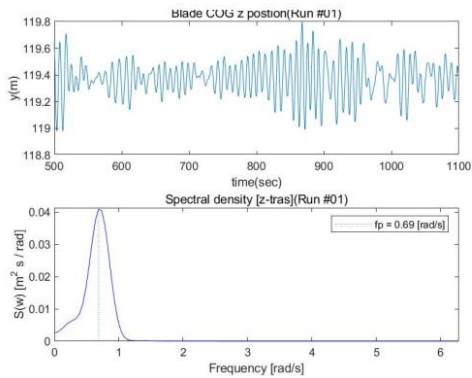 Blade COG z postion(Run #01)
119.8
119.6
119.4
119.2
119
118.8
y(m)
500 600 700 800 900 1000 1100
time(sec)
Spectral density [z-tras](Run #01)
0.04
0.03
0.02
0.01
0
S(w) [m² s / rad]
fp = 0.69 [rad/s]
0 1 2 3 4 5 6
Frequency [rad/s]